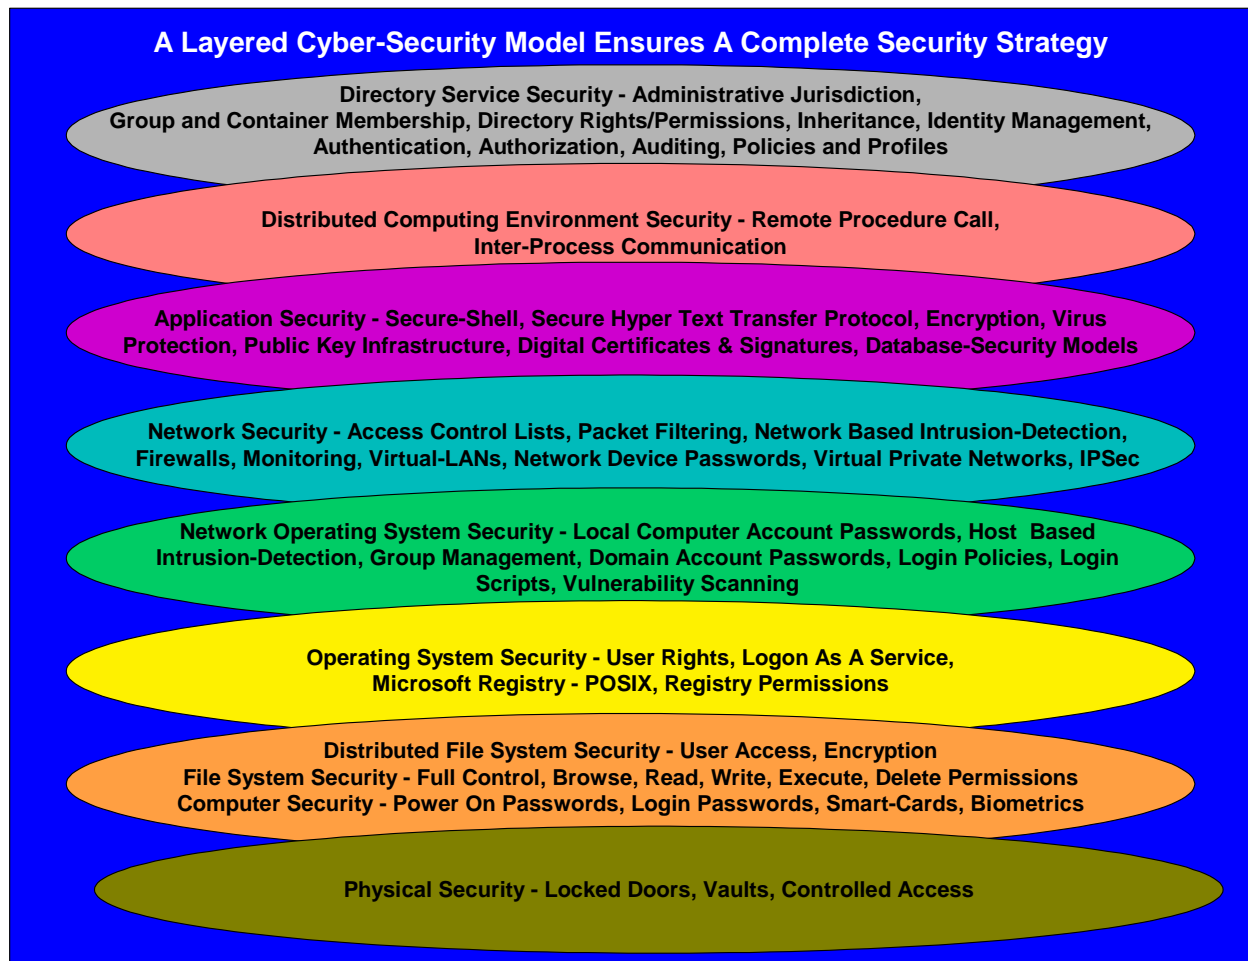 A Layered Cyber-Security Model Ensures A Complete Security Strategy
Directory Service Security - Administrative Jurisdiction,
Group and Container Membership, Directory Rights/Permissions, Inheritance, Identity Management,
Authentication, Authorization, Auditing, Policies and Profiles
Distributed Computing Environment Security - Remote Procedure Call,
Inter-Process Communication
Application Security - Secure-Shell, Secure Hyper Text Transfer Protocol, Encryption, Virus
Protection, Public Key Infrastructure, Digital Certificates & Signatures, Database-Security Models
Network Security - Access Control Lists, Packet Filtering, Network Based Intrusion-Detection,
Firewalls, Monitoring, Virtual-LANs, Network Device Passwords, Virtual Private Networks, IPSec
Network Operating System Security - Local Computer Account Passwords, Host  Based
Intrusion-Detection, Group Management, Domain Account Passwords, Login Policies, Login
Scripts, Vulnerability Scanning
Operating System Security - User Rights, Logon As A Service,
Microsoft Registry - POSIX, Registry Permissions
Distributed File System Security - User Access, Encryption
File System Security - Full Control, Browse, Read, Write, Execute, Delete Permissions
Computer Security - Power On Passwords, Login Passwords, Smart-Cards, Biometrics
Physical Security - Locked Doors, Vaults, Controlled Access